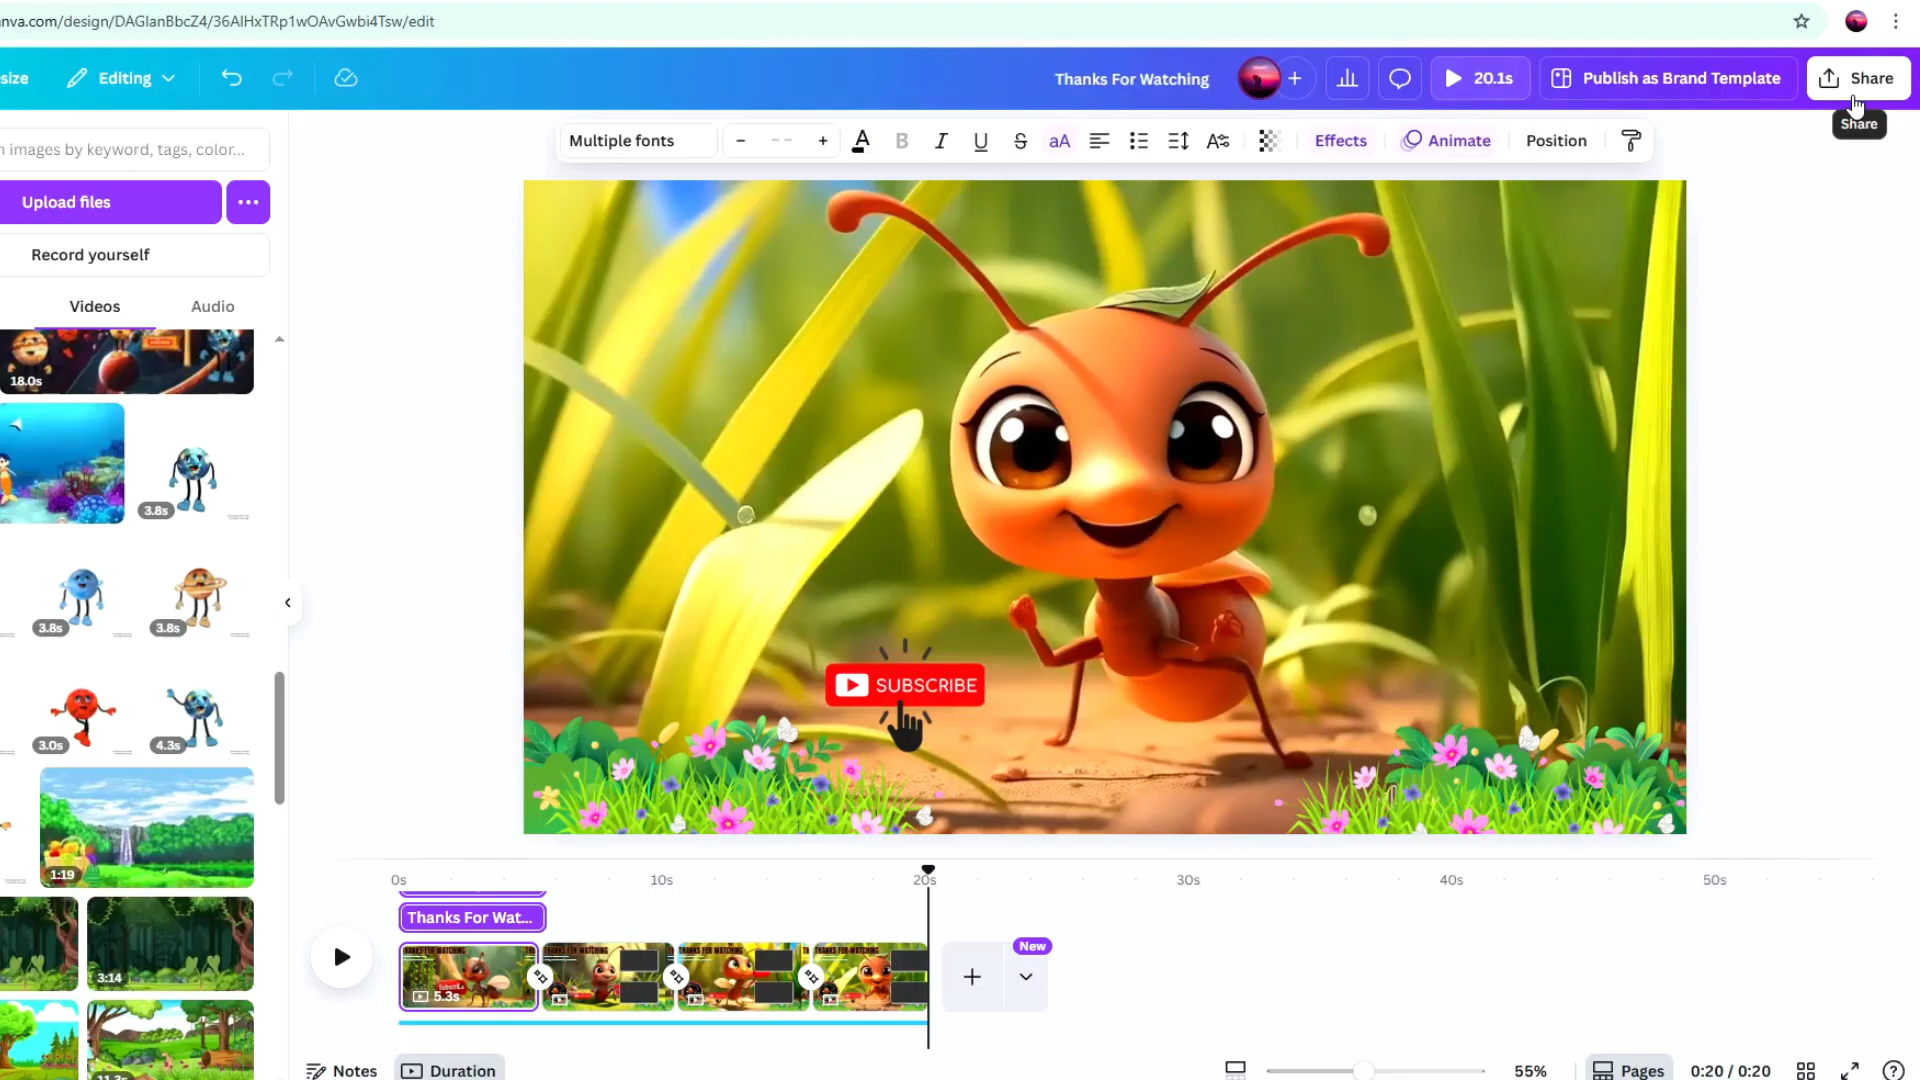 nva.com/design/DAGlanBbcZ4/36AlHxTRp1wOAvGwbi4Tsw/edit
size
Editing
Thanks For Watching
20.1s
Publish as Brand Template
Share
Share
images by keyword, tags, color...
Multiple fonts
- -
Effects
Animate
Position
Upload files
Record yourself
Videos
Audio
18.0s
3.8s
3.8s
3.8s
3.0s
4.3s
1:19
3:14
SUBSCRIBE
0s
10s
20s
30s
40s
50s
Thanks For Wat...
5.3s
New
Notes
Duration
55%
Pages
0:20 / 0:20